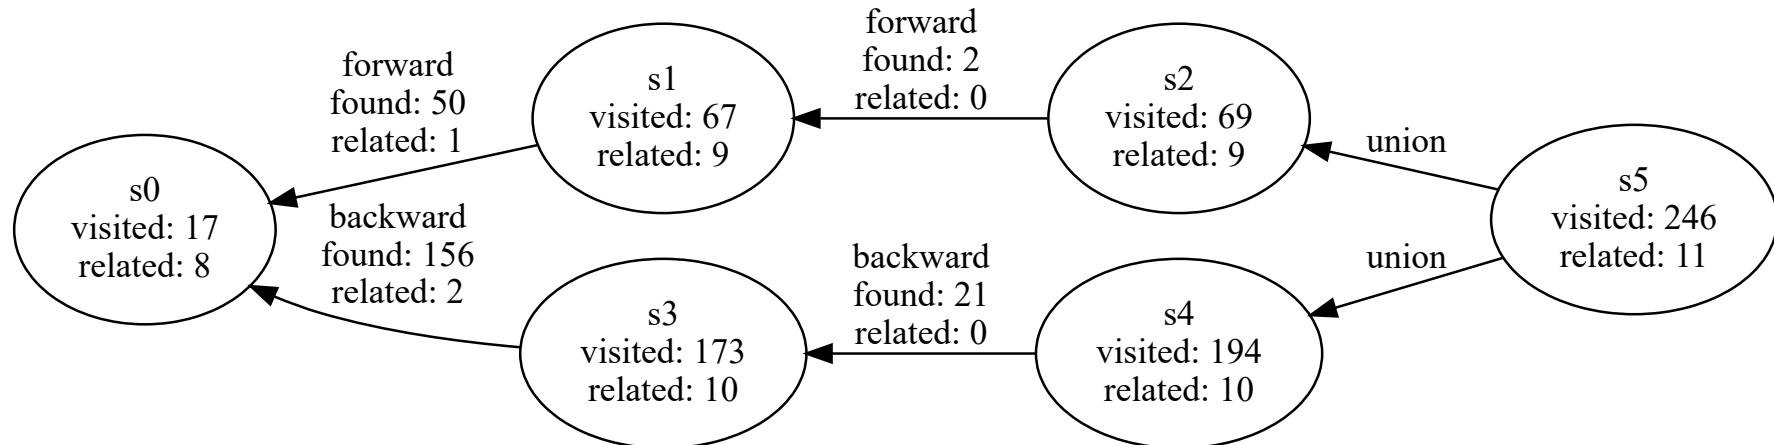 s0
visited: 17
related: 8
forward
found: 50
related: 1
backward
found: 156
related: 2
s1
visited: 67
related: 9
s3
visited: 173
related: 10
forward
found: 2
related: 0
backward
found: 21
related: 0
s2
visited: 69
related: 9
s4
visited: 194
related: 10
union
union
s5
visited: 246
related: 11